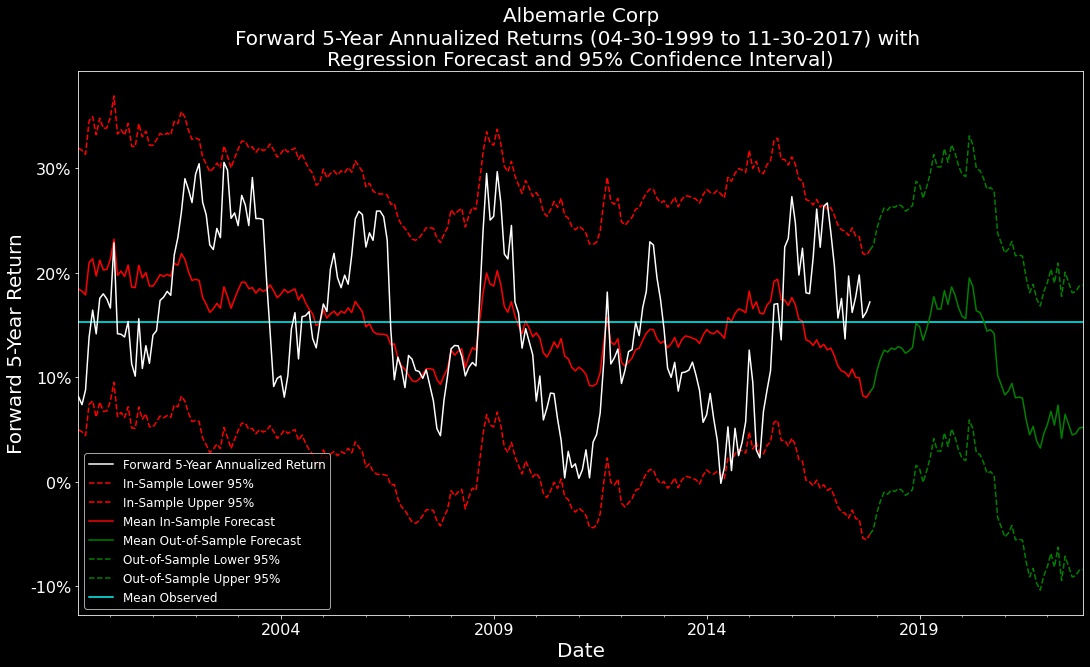 Albemarle Corp
Forward 5-Year Annualized Returns (04-30-1999 to 11-30-2017) with
Regression Forecast and 95% Confidence Interval)
Forward 5-Year Return
30%
20%
10%
0%
-10%
Forward 5-Year Annualized Return
In-Sample Lower 95%
In-Sample Upper 95%
Mean In-Sample Forecast
Mean Out-of-Sample Forecast
Out-of-Sample Lower 95%
Out-of-Sample Upper 95%
Mean Observed
2004 2009 2014 2019
Date